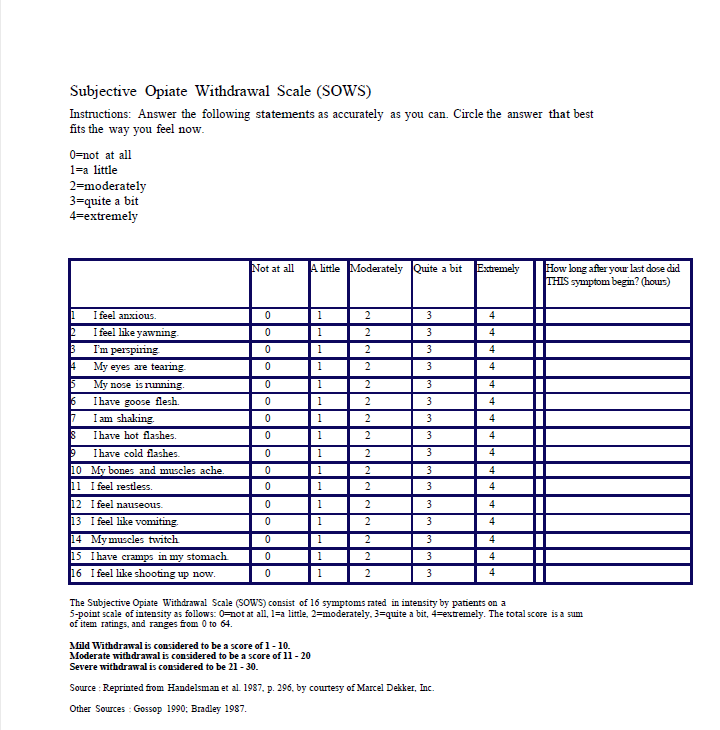 Subjective Opiate Withdrawal Scale (SOWS)
Instructions: Answer the following statements as accurately as you can. Circle the answer that best
fits the way you feel now.
0=not at all
1=a little
2=moderately
3=quite a bit
4=extremely
Not at all A little Moderately Quite a bit Extremely How long after your last dose did
THIS symptom begin? (hours)
1 I feel anxious. 0 1 2 3 4
2 I feel like yawning. 0 1 2 3 4
3 I'm perspiring. 0 1 2 3 4
4 My eyes are tearing. 0 1 2 3 4
5 My nose is running. 0 1 2 3 4
6 I have goose flesh. 0 1 2 3 4
7 I am shaking. 0 1 2 3 4
8 I have hot flashes. 0 1 2 3 4
9 I have cold flashes. 0 1 2 3 4
10 My bones and muscles ache. 0 1 2 3 4
11 I feel restless. 0 1 2 3 4
12 I feel nauseous. 0 1 2 3 4
13 I feel like vomiting. 0 1 2 3 4
14 My muscles twitch. 0 1 2 3 4
15 I have cramps in my stomach. 0 1 2 3 4
16 I feel like shooting up now. 0 1 2 3 4
The Subjective Opiate Withdrawal Scale (SOWS) consist of 16 symptoms rated in intensity by patients on a
5-point scale of intensity as follows: 0=not at all, 1=a little, 2=moderately, 3=quite a bit, 4=extremely. The total score is a sum
of item ratings, and ranges from 0 to 64.
Mild Withdrawal is considered to be a score of 1 - 10.
Moderate withdrawal is considered to be a score of 11 - 20
Severe withdrawal is considered to be 21 - 30.
Source : Reprinted from Handelsman et al. 1987, p. 296, by courtesy of Marcel Dekker, Inc.
Other Sources : Gossop 1990; Bradley 1987.